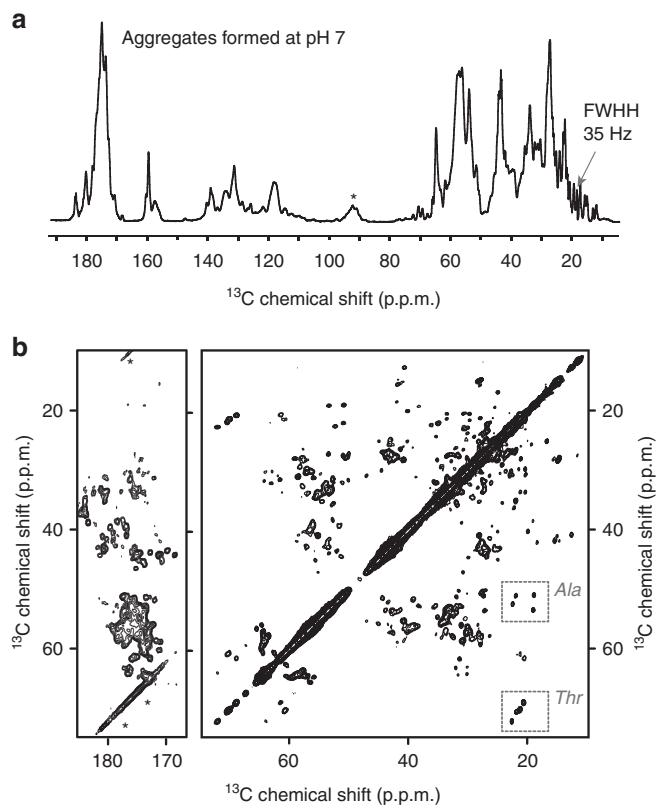 a
Aggregates formed at pH 7
FWHH
35 Hz
*
180 160 140 120 100 80 60 40 20
¹³C chemical shift (p.p.m.)
b
*
20 20
40 40
60 60
¹³C chemical shift (p.p.m.)
¹³C chemical shift (p.p.m.)
Ala
Thr
* *
180 170 60 40 20
¹³C chemical shift (p.p.m.)